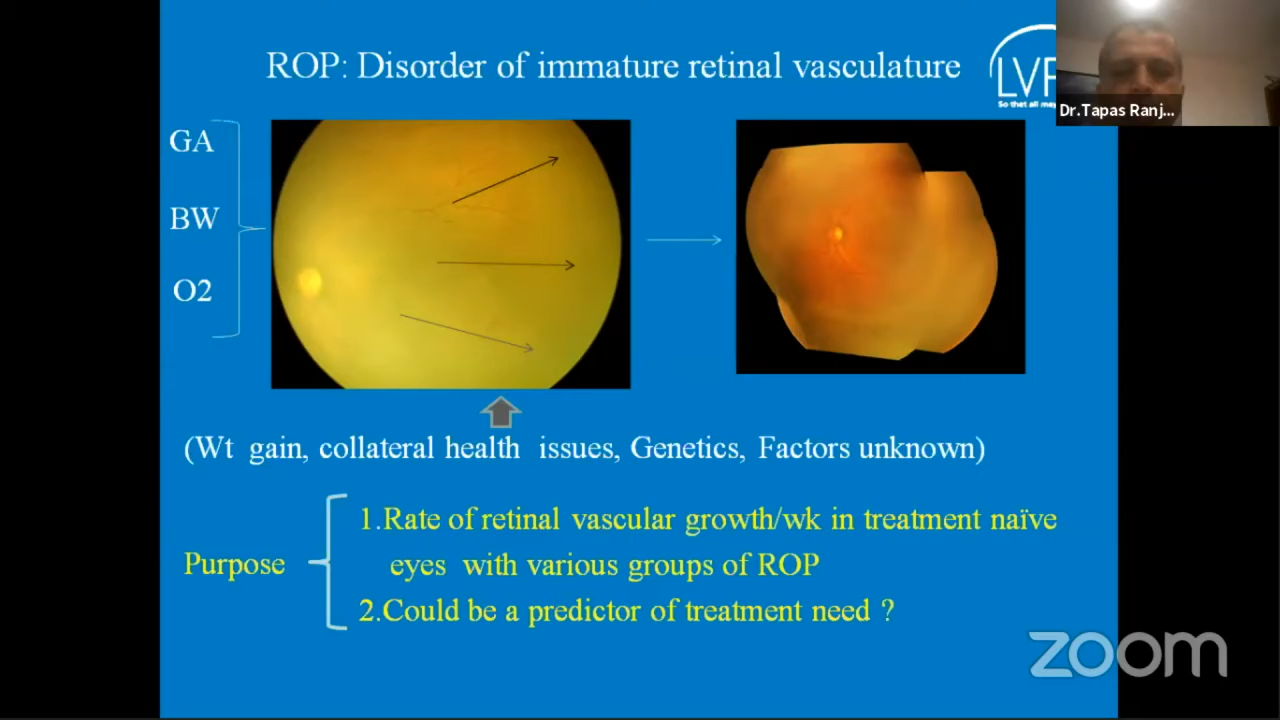 ROP: Disorder of immature retinal vasculature
LVP
So that all may
Dr.Tapas Ranj...
GA
BW
O2
(Wt gain, collateral health issues, Genetics, Factors unknown)
Purpose
1.Rate of retinal vascular growth/wk in treatment naïve
eyes with various groups of ROP
2.Could be a predictor of treatment need ?
zoom